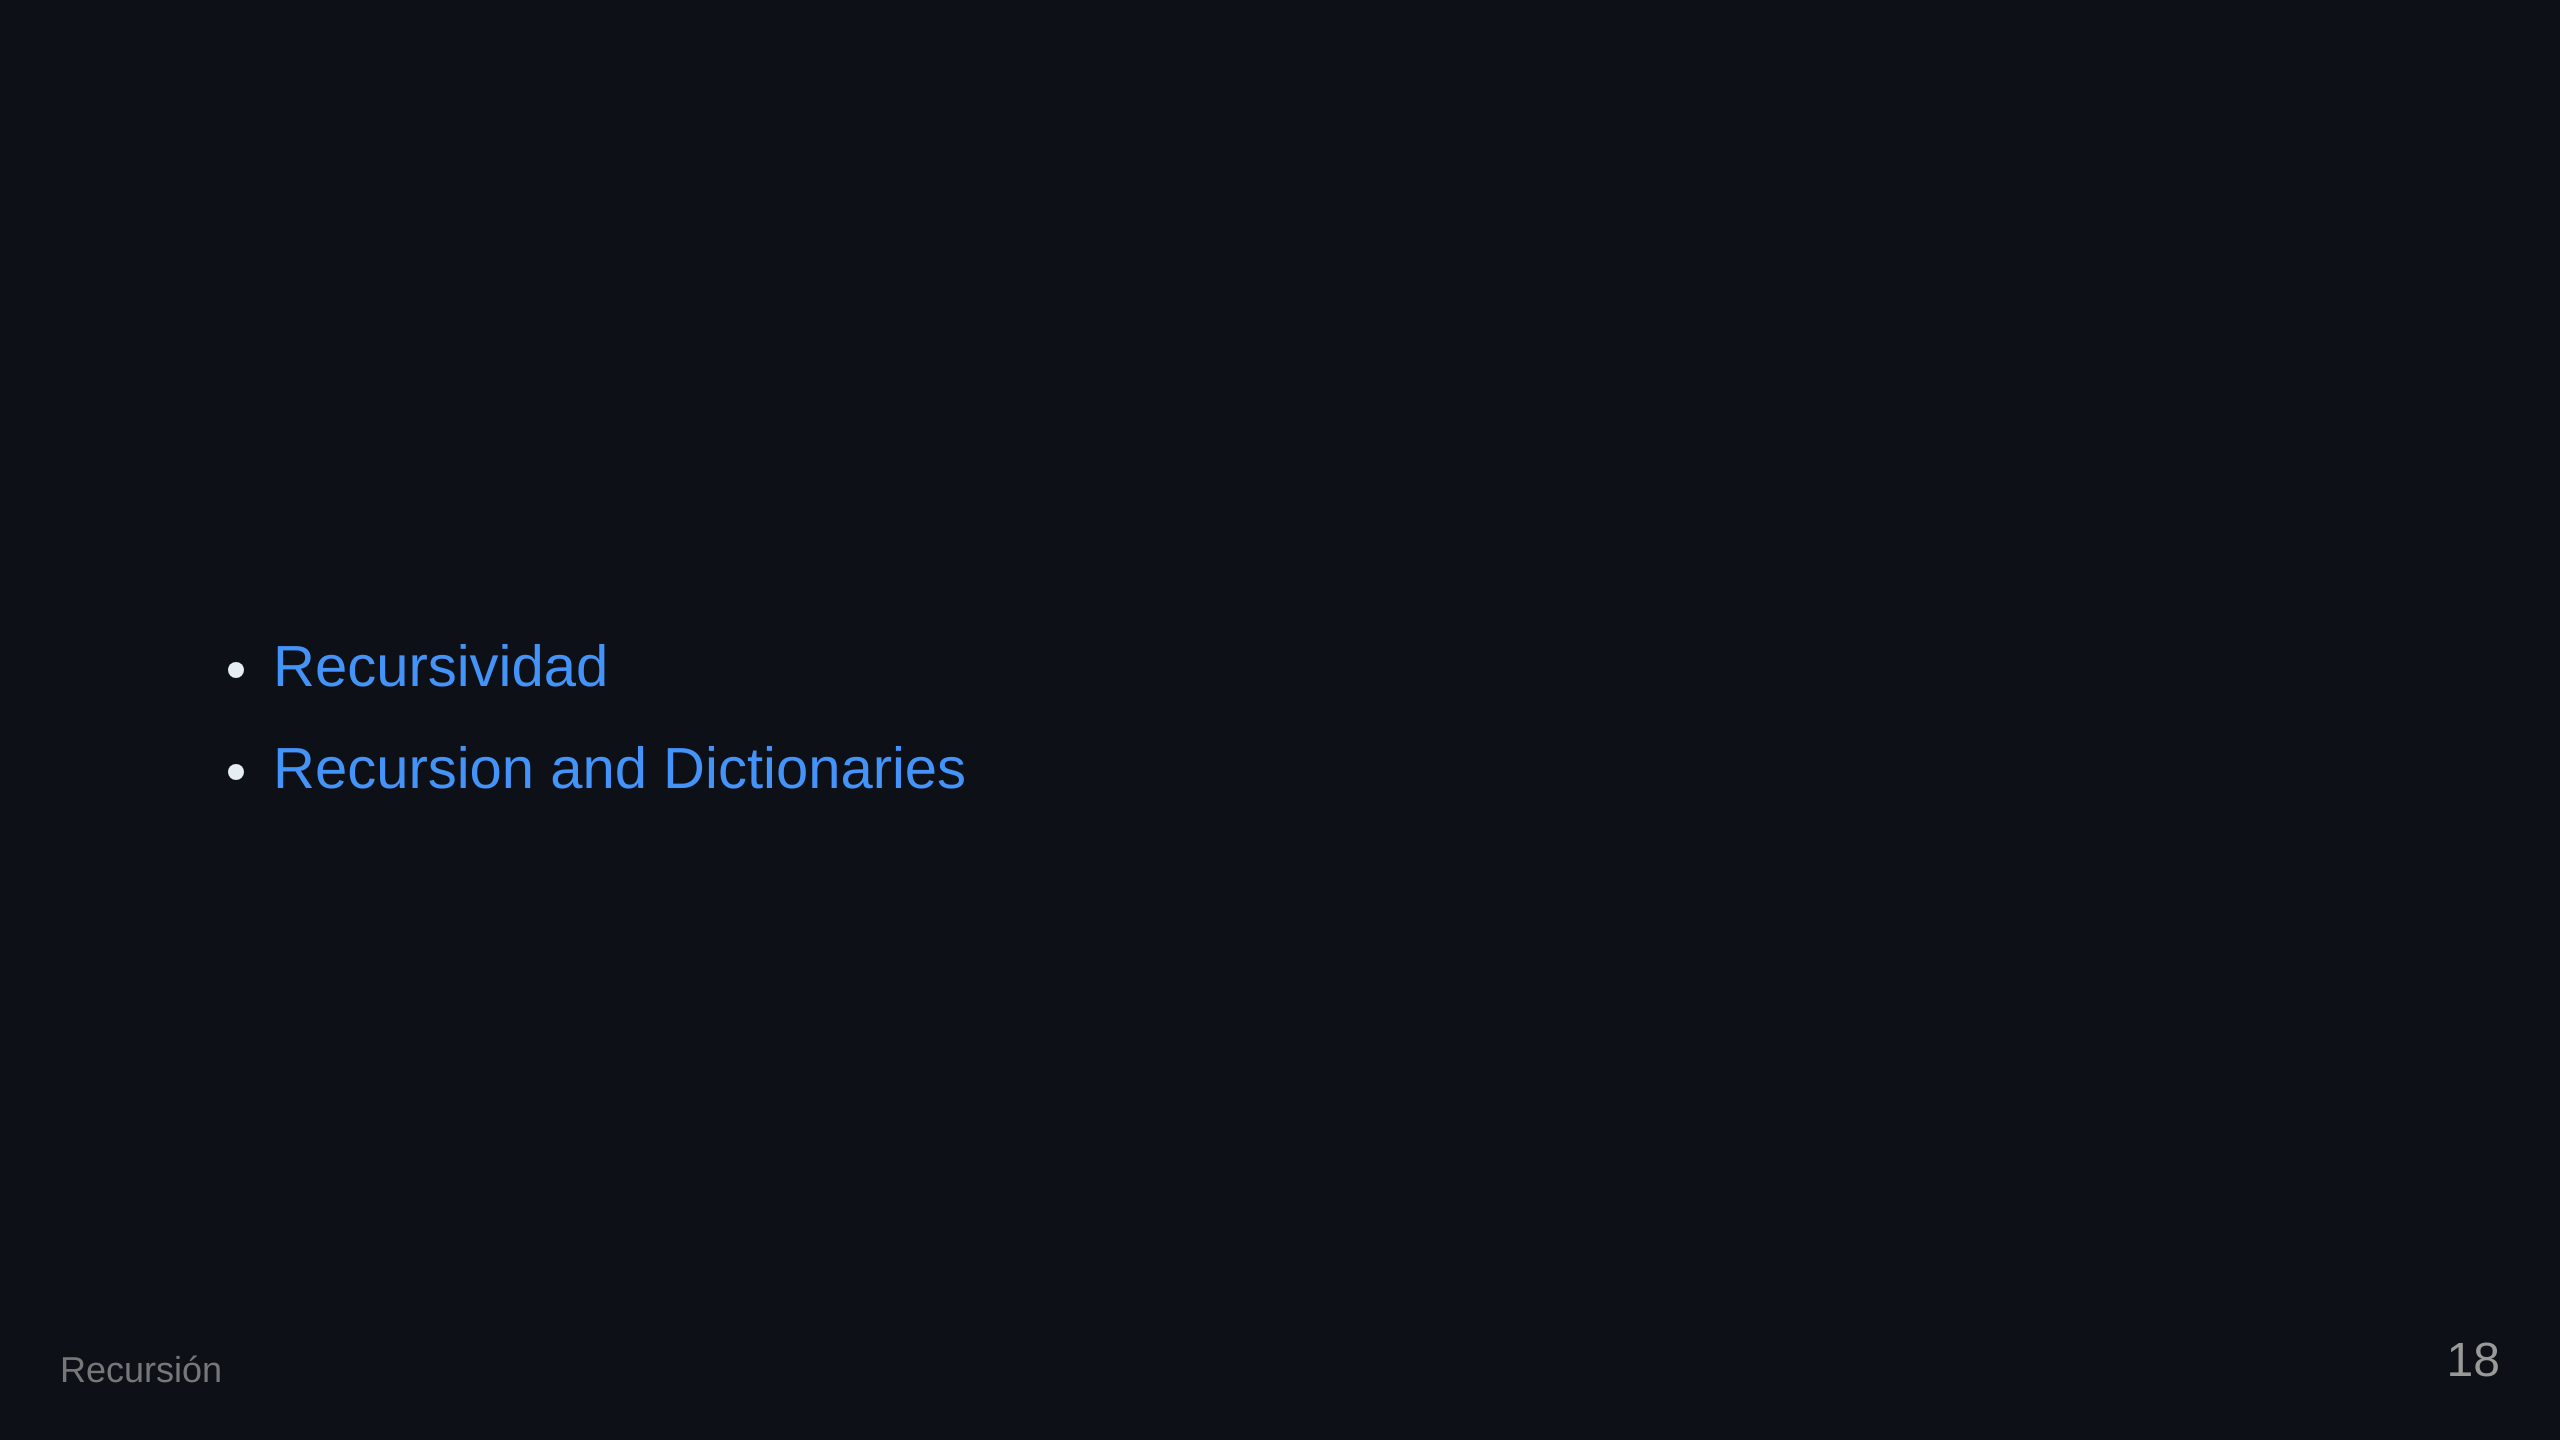 • Recursividad
• Recursion and Dictionaries
Recursión
18